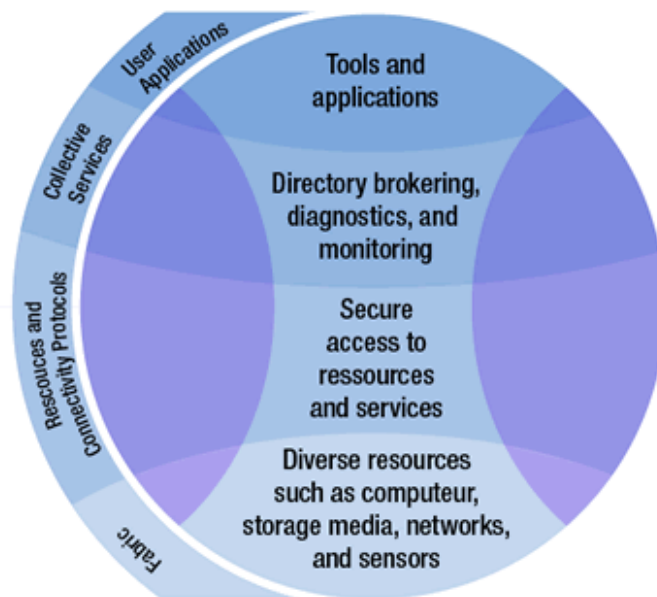 User
Applications
Tools and
applications
Collective
Services
Directory brokering,
diagnostics, and
monitoring
Rescouces and
Connectivity Protocols
Secure
access to
ressources
and services
Fabric
Diverse resources
such as computeur,
storage media, networks,
and sensors